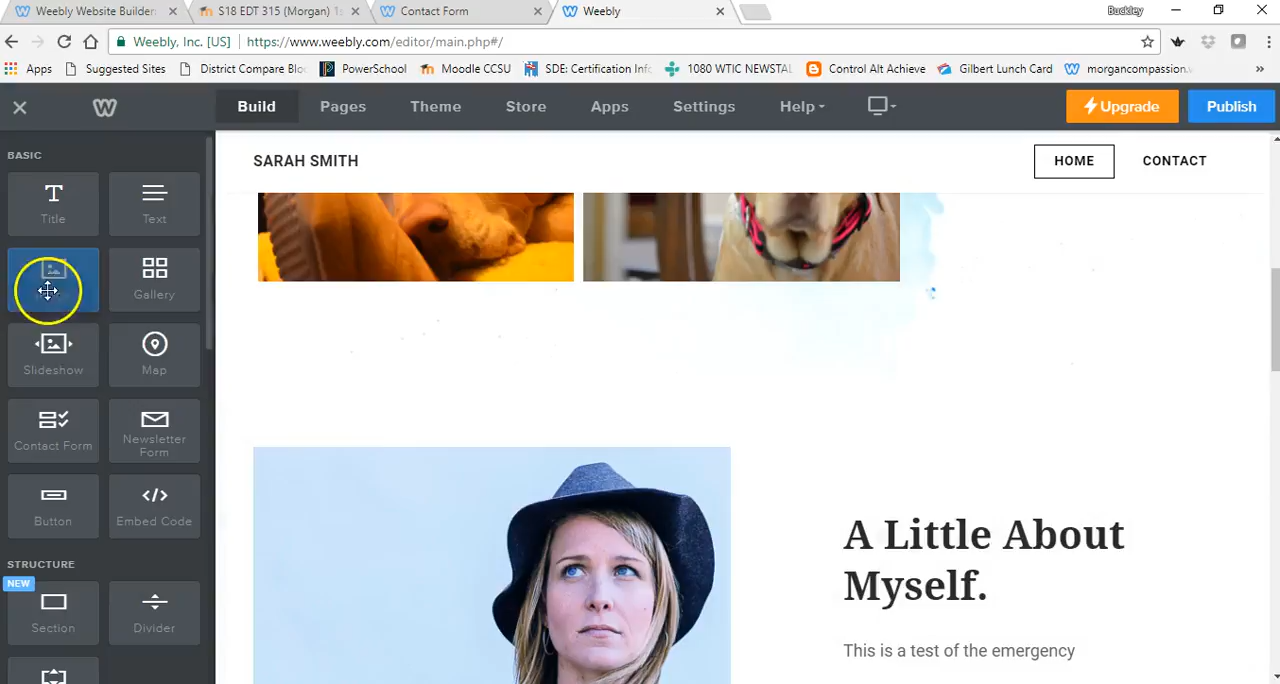 Weebly Website Builder
S18 EDT 315 (Morgan) 1s
Contact Form
Weebly
Buckley
Weebly, Inc. [US]
https://www.weebly.com/editor/main.php#/
Apps
Suggested Sites
District Compare Blo
PowerSchool
Moodle CCSU
SDE: Certification Inf
1080 WTIC NEWSTAL
Control Alt Achieve
Gilbert Lunch Card
morgancompassion.w
»
W
Build
Pages
Theme
Store
Apps
Settings
Help
Upgrade
Publish
BASIC
SARAH SMITH
HOME
CONTACT
Title
Text
Gallery
Slideshow
Map
Contact Form
Newsletter
Form
Button
Embed Code
STRUCTURE
NEW
Section
Divider
A Little About
Myself.
This is a test of the emergency